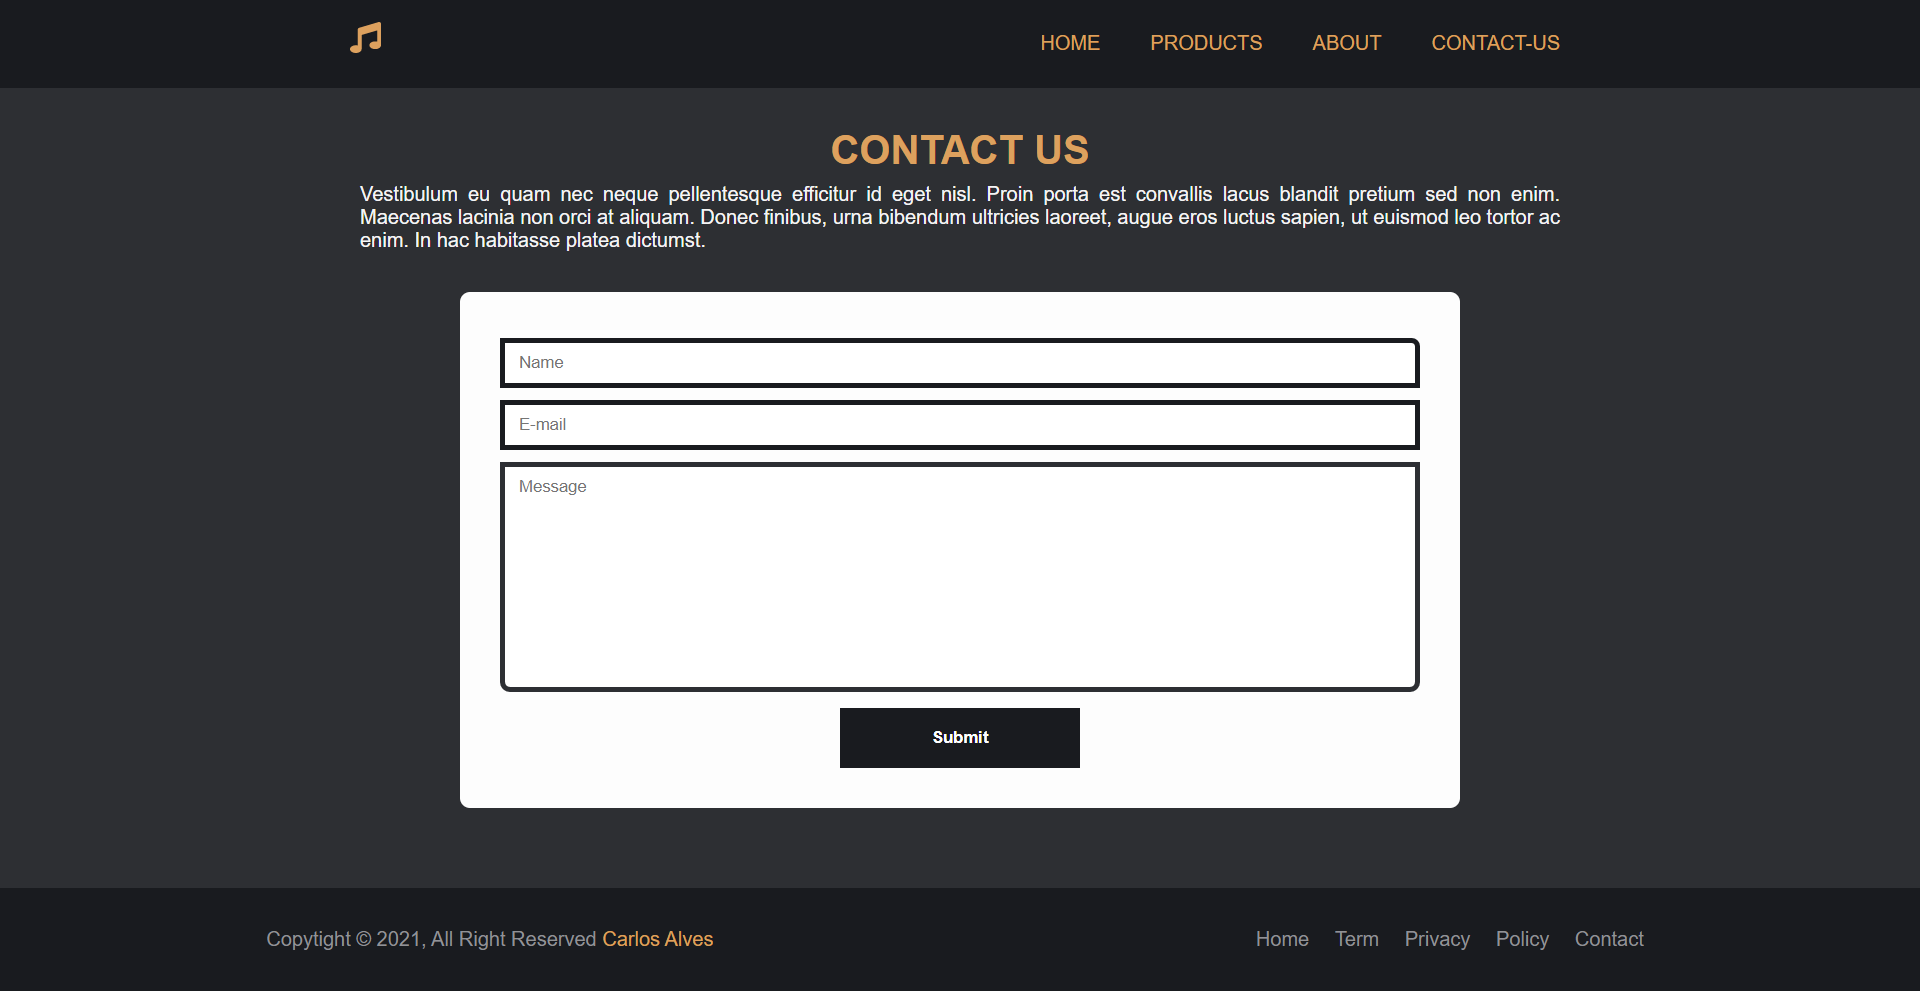 HOME PRODUCTS ABOUT CONTACT-US
CONTACT US
Vestibulum eu quam nec neque pellentesque efficitur id eget nisl. Proin porta est convallis lacus blandit pretium sed non enim.
Maecenas lacinia non orci at aliquam. Donec finibus, urna bibendum ultricies laoreet, augue eros luctus sapien, ut euismod leo tortor ac
enim. In hac habitasse platea dictumst.
Name
E-mail
Message
Submit
Copytight © 2021, All Right Reserved Carlos Alves
Home Term Privacy Policy Contact